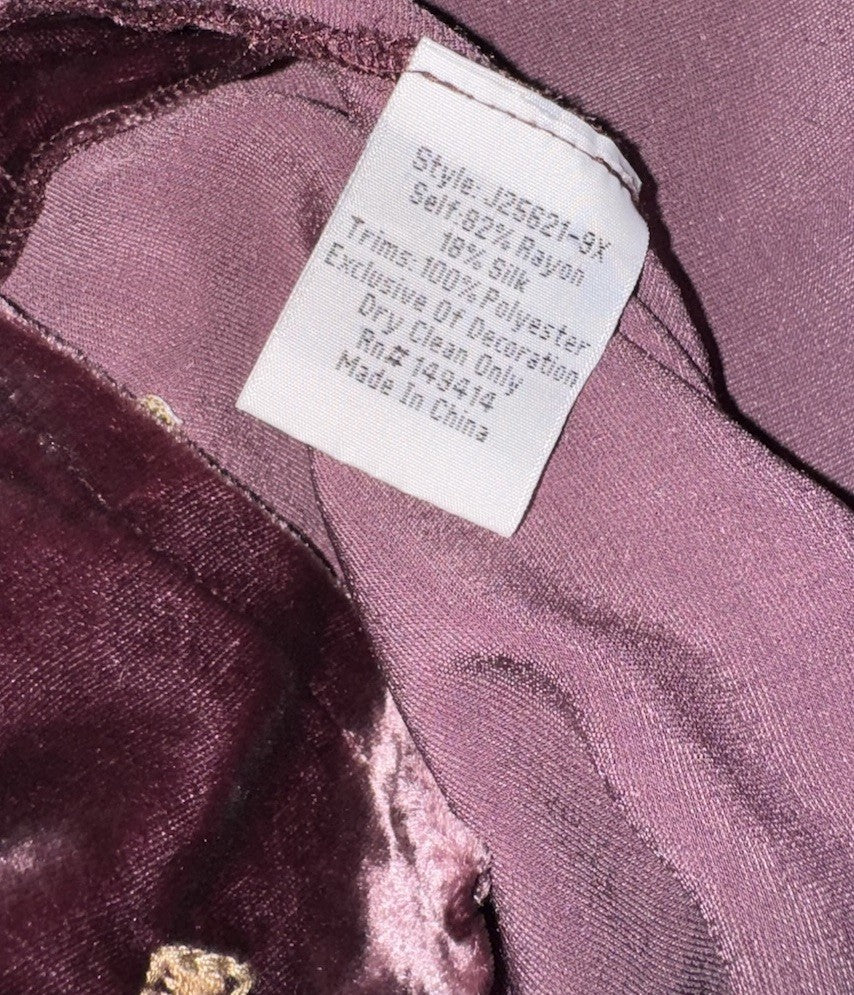 Style: J25621-9X
Self:82% Rayon
18% Silk
Trims:100% Polyester
Exclusive Of Decoration
Dry Clean Only
Rn# 149414
Made In China